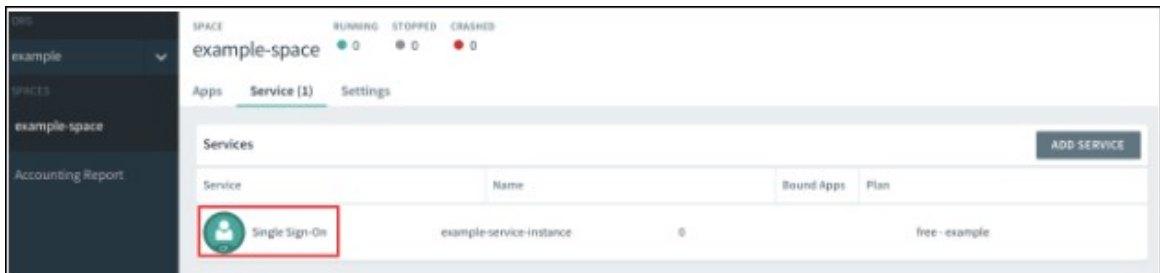 ORG
example
SPACES
example-space
Accounting Report
SPACE
example-space
RUNNING STOPPED CRASHED
0 0 0
Apps Service (1) Settings
Services ADD SERVICE
Service Name Bound Apps Plan
Single Sign-On example-service-instance 0 free - example